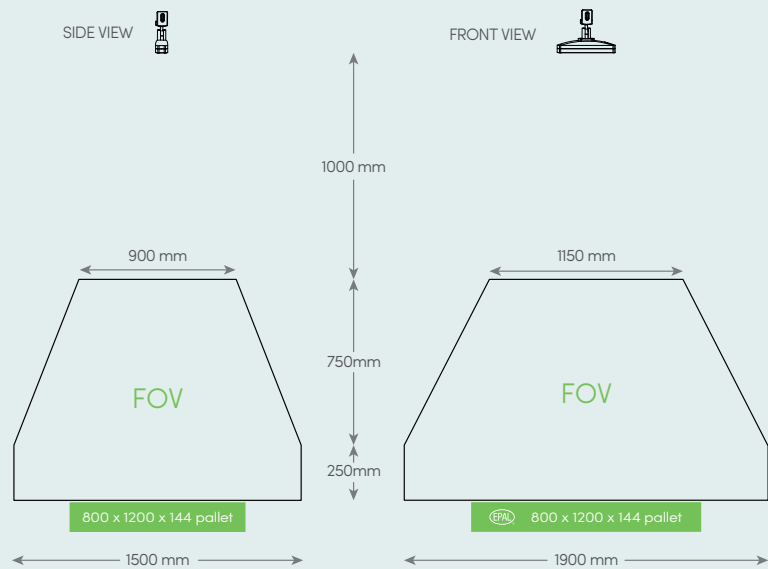 SIDE VIEW
FRONT VIEW
1000 mm
900 mm
1150 mm
750mm
FOV
FOV
250mm
800 x 1200 x 144 pallet
EPAL 800 x 1200 x 144 pallet
1500 mm
1900 mm